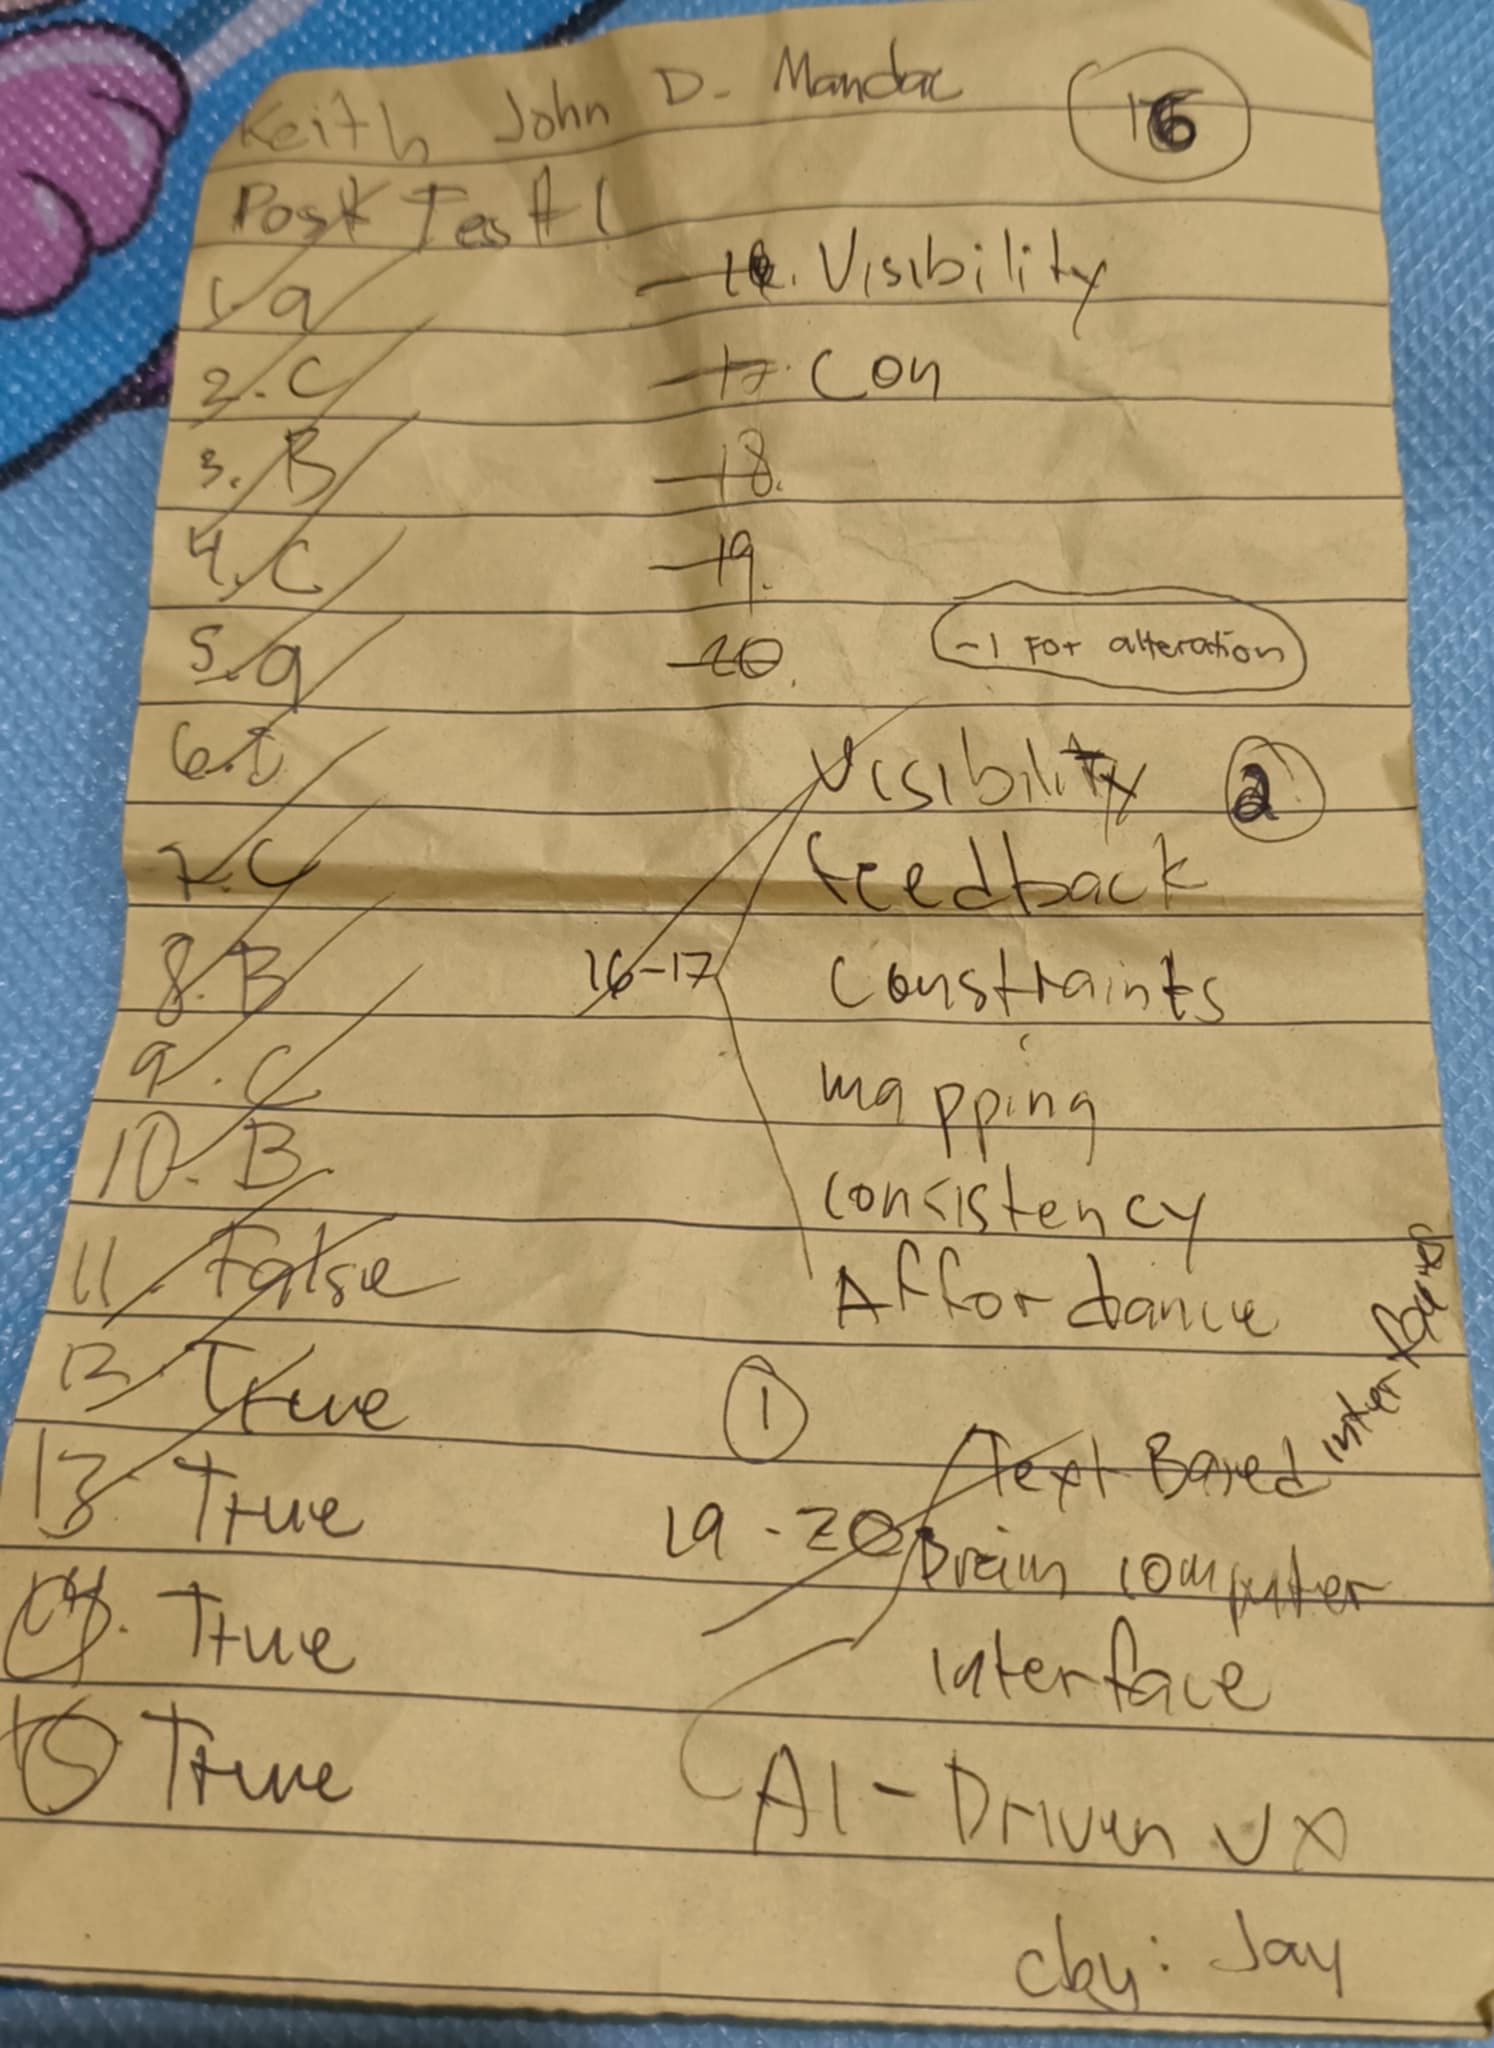 Keith John D. Mandac
16
Post Test 1
1. a
2. C
3. B
4. C
5. a
6.
7. C
8. B
9. C
10. B
11. False
12. True
13. True
14. True
15. True
16. Visibility
17. Con
18.
19.
20.
-1 For alteration
16-17
Visibility
2
feedback
Constraints
mapping
consistency
Affordance
1
19-20
Text Based interfaces
Brain computer
interface
AI-Driven UX
cby: Jay